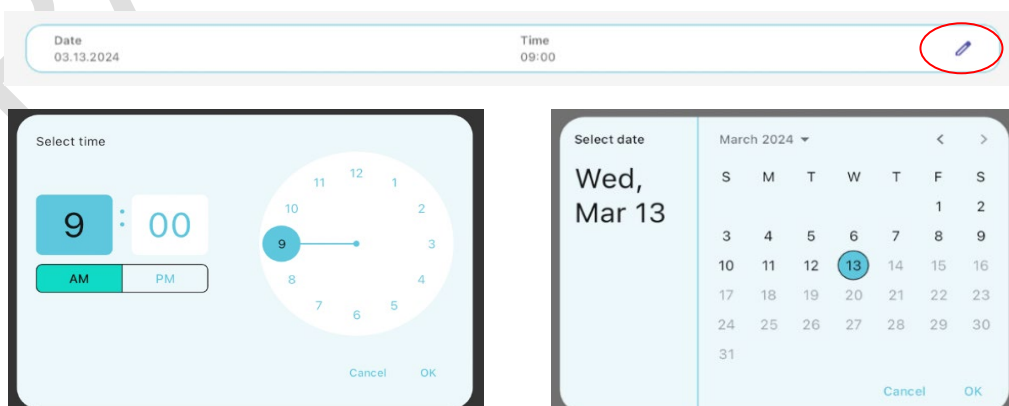 Date
03.13.2024
Time
09:00
Select time
9 : 00
AM PM
12
11 1
10 2
9 3
8 4
7 5
6
Cancel OK
Select date
Wed,
Mar 13
March 2024
< >
S M T W T F S
1 2
3 4 5 6 7 8 9
10 11 12 13 14 15 16
17 18 19 20 21 22 23
24 25 26 27 28 29 30
31
Cancel OK